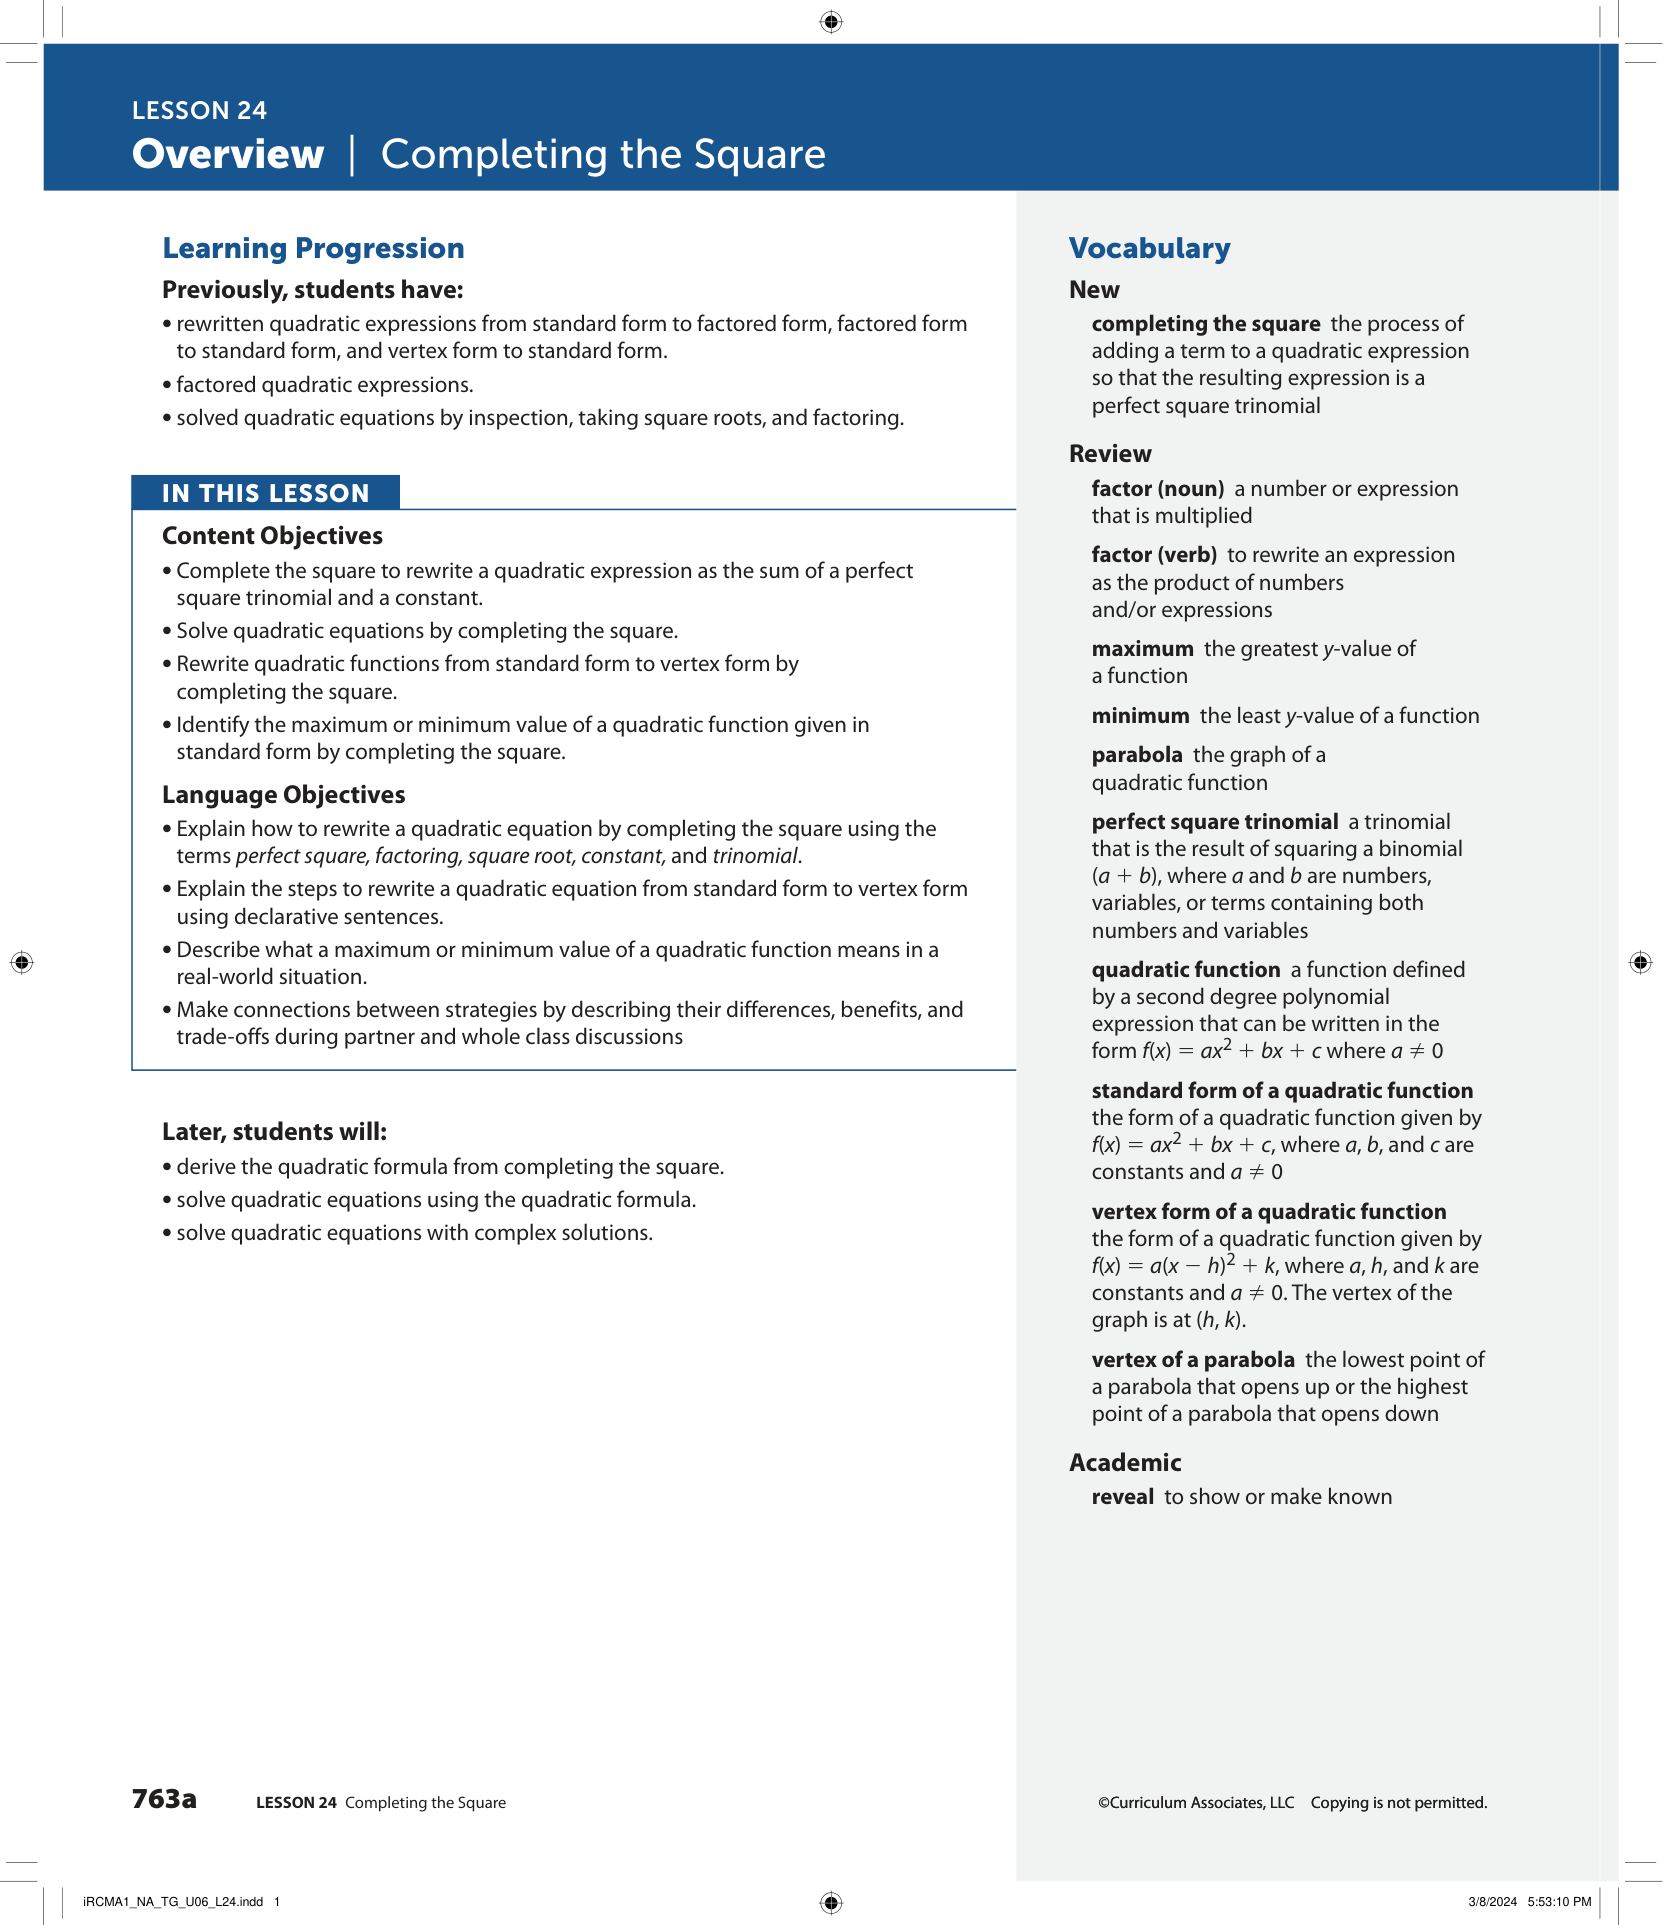 LESSON 24
Overview | Completing the Square
Learning Progression
Previously, students have:
• rewritten quadratic expressions from standard form to factored form, factored form
to standard form, and vertex form to standard form.
• factored quadratic expressions.
• solved quadratic equations by inspection, taking square roots, and factoring.
IN THIS LESSON
Content Objectives
• Complete the square to rewrite a quadratic expression as the sum of a perfect
square trinomial and a constant.
• Solve quadratic equations by completing the square.
• Rewrite quadratic functions from standard form to vertex form by
completing the square.
• Identify the maximum or minimum value of a quadratic function given in
standard form by completing the square.
Language Objectives
• Explain how to rewrite a quadratic equation by completing the square using the
terms perfect square, factoring, square root, constant, and trinomial.
• Explain the steps to rewrite a quadratic equation from standard form to vertex form
using declarative sentences.
• Describe what a maximum or minimum value of a quadratic function means in a
real-world situation.
• Make connections between strategies by describing their differences, benefits, and
trade-offs during partner and whole class discussions
Later, students will:
• derive the quadratic formula from completing the square.
• solve quadratic equations using the quadratic formula.
• solve quadratic equations with complex solutions.
Vocabulary
New
completing the square the process of
adding a term to a quadratic expression
so that the resulting expression is a
perfect square trinomial
Review
factor (noun) a number or expression
that is multiplied
factor (verb) to rewrite an expression
as the product of numbers
and/or expressions
maximum the greatest y-value of
a function
minimum the least y-value of a function
parabola the graph of a
quadratic function
perfect square trinomial a trinomial
that is the result of squaring a binomial
(a + b), where a and b are numbers,
variables, or terms containing both
numbers and variables
quadratic function a function defined
by a second degree polynomial
expression that can be written in the
form f(x) = ax² + bx + c where a ≠ 0
standard form of a quadratic function
the form of a quadratic function given by
f(x) = ax² + bx + c, where a, b, and c are
constants and a ≠ 0
vertex form of a quadratic function
the form of a quadratic function given by
f(x) = a(x − h)² + k, where a, h, and k are
constants and a ≠ 0. The vertex of the
graph is at (h, k).
vertex of a parabola the lowest point of
a parabola that opens up or the highest
point of a parabola that opens down
Academic
reveal to show or make known
763a LESSON 24 Completing the Square
©Curriculum Associates, LLC Copying is not permitted.
iRCMA1_NA_TG_U06_L24.indd 1
3/8/2024 5:53:10 PM